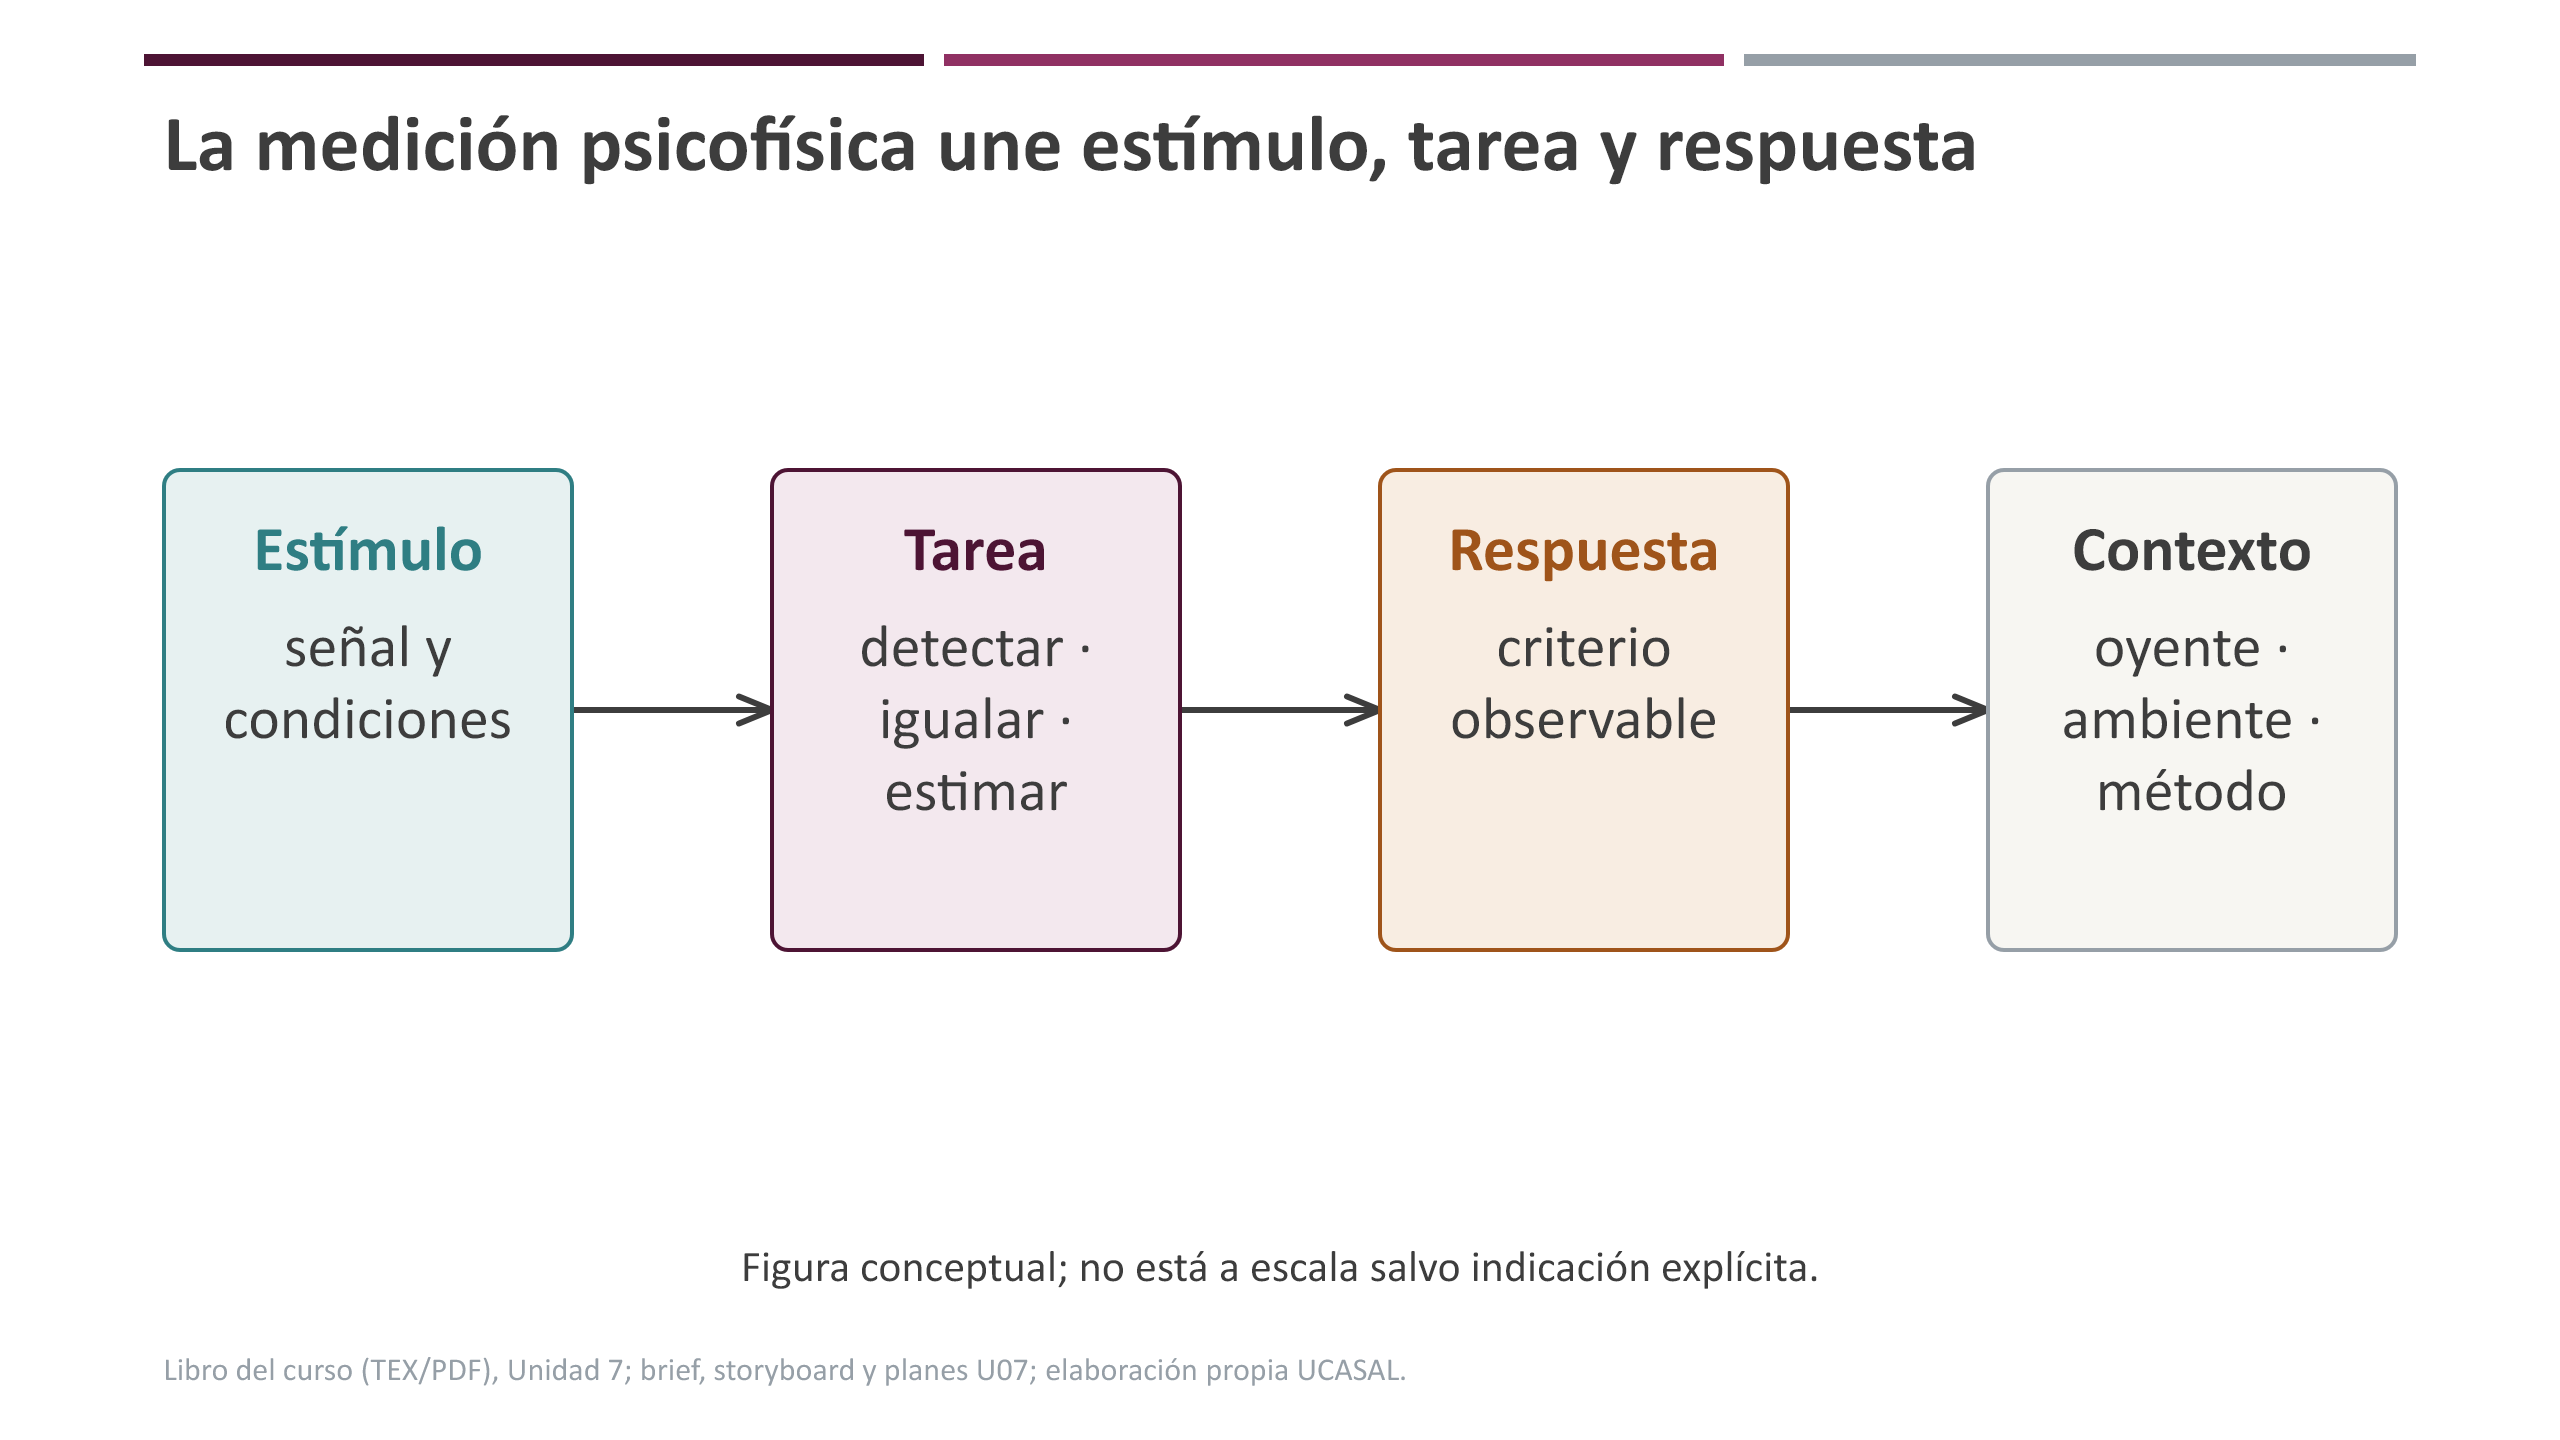 La medición psicofísica une estímulo, tarea y respuesta
Estímulo
señal y
condiciones
Tarea
detectar ·
igualar ·
estimar
Respuesta
criterio
observable
Contexto
oyente ·
ambiente ·
método
Figura conceptual; no está a escala salvo indicación explícita.
Libro del curso (TEX/PDF), Unidad 7; brief, storyboard y planes U07; elaboración propia UCASAL.